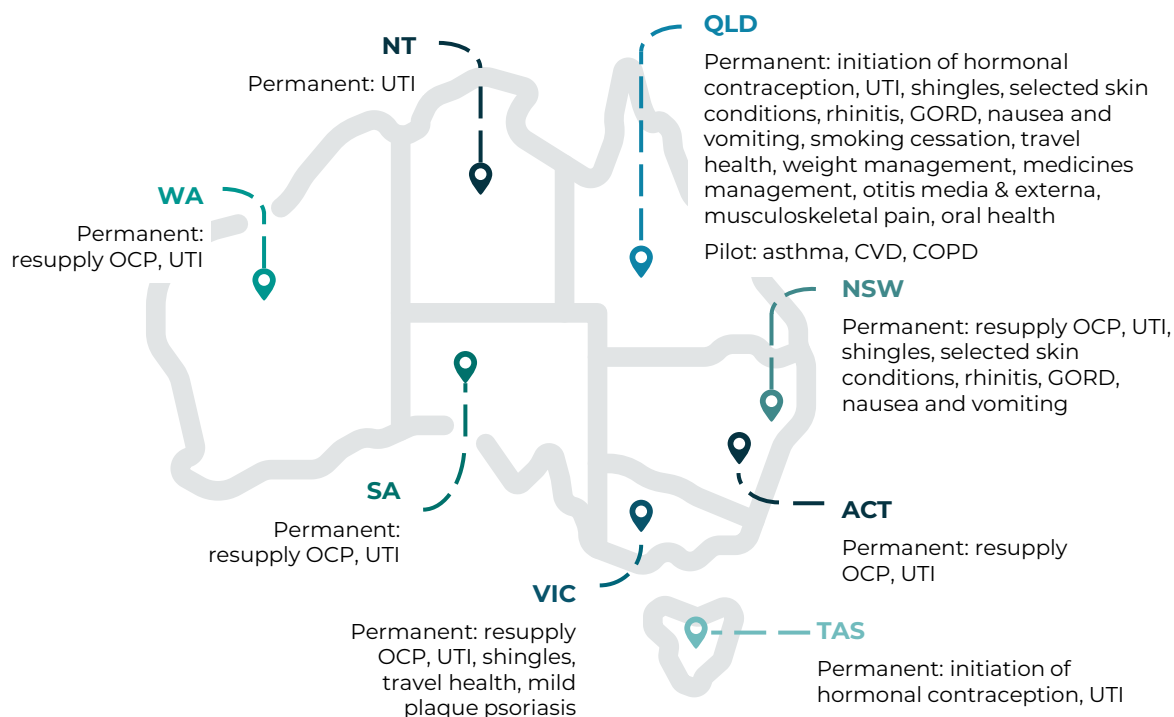 NT
Permanent: UTI
QLD
Permanent: initiation of hormonal
contraception, UTI, shingles, selected skin
conditions, rhinitis, GORD, nausea and
vomiting, smoking cessation, travel
health, weight management, medicines
management, otitis media & externa,
musculoskeletal pain, oral health
Pilot: asthma, CVD, COPD
WA
Permanent:
resupply OCP, UTI
NSW
Permanent: resupply OCP, UTI,
shingles, selected skin
conditions, rhinitis, GORD,
nausea and vomiting
SA
Permanent:
resupply OCP, UTI
ACT
Permanent: resupply
OCP, UTI
VIC
Permanent: resupply
OCP, UTI, shingles,
travel health, mild
plaque psoriasis
TAS
Permanent: initiation of
hormonal contraception, UTI